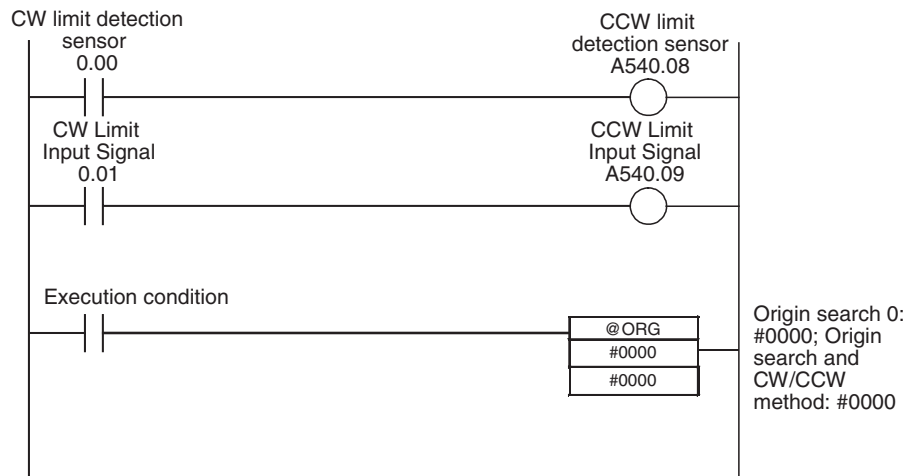 CW limit detection
sensor
0.00
CCW limit
detection sensor
A540.08
CW Limit
Input Signal
0.01
CCW Limit
Input Signal
A540.09
Execution condition
@ORG
#0000
#0000
Origin search 0:
#0000; Origin
search and
CW/CCW
method: #0000